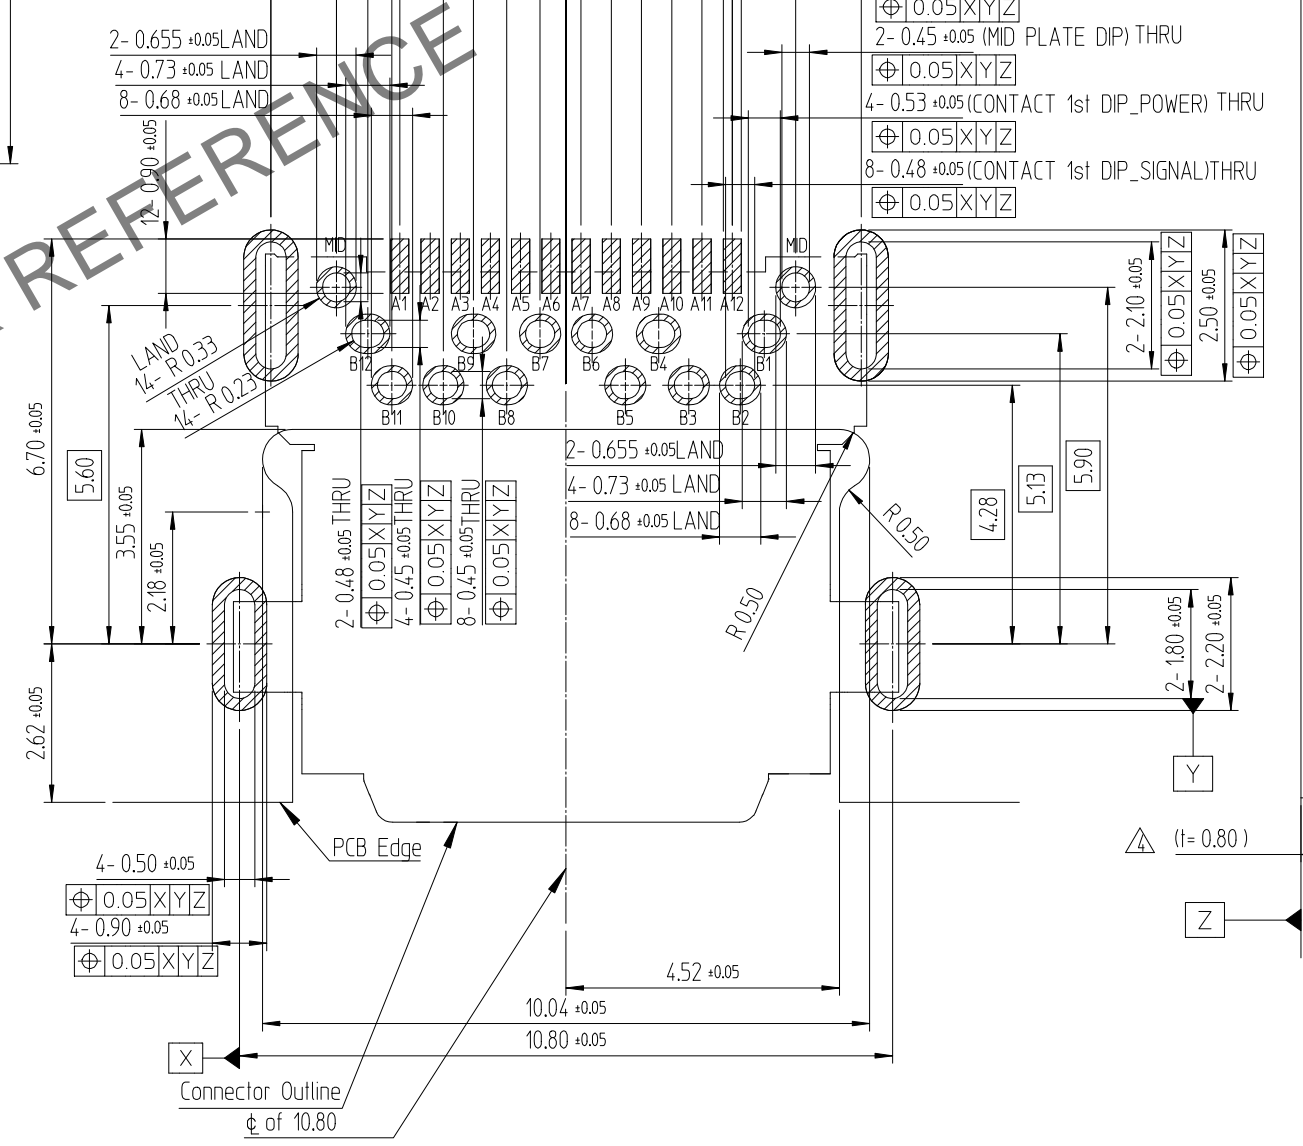 ⌖ 0.05 X Y Z
2- 0.655 ±0.05 LAND
2- 0.45 ±0.05 (MID PLATE DIP) THRU
4- 0.73 ±0.05 LAND
⌖ 0.05 X Y Z
8- 0.68 ±0.05 LAND
4- 0.53 ±0.05 (CONTACT 1st DIP_POWER) THRU
⌖ 0.05 X Y Z
8- 0.48 ±0.05 (CONTACT 1st DIP_SIGNAL) THRU
⌖ 0.05 X Y Z
REFERENCE
12- 0.90 ±0.05
MID
MID
A1 A2 A3 A4 A5 A6 A7 A8 A9 A10 A11 A12
B12 B9 B7 B6 B4 B1
B11 B10 B8 B5 B3 B2
LAND
14- R 0.33
THRU
14- R 0.23
2- 2.10 ±0.05
⌖ 0.05 X Y Z
2.50 ±0.05
⌖ 0.05 X Y Z
6.70 ±0.05
5.60
3.55 ±0.05
2.18 ±0.05
2.62 ±0.05
2- 0.48 ±0.05 THRU
⌖ 0.05 X Y Z
4- 0.45 ±0.05 THRU
⌖ 0.05 X Y Z
8- 0.45 ±0.05 THRU
⌖ 0.05 X Y Z
2- 0.655 ±0.05 LAND
4- 0.73 ±0.05 LAND
8- 0.68 ±0.05 LAND
R 0.50
R 0.50
4.28
5.13
5.90
2- 1.80 ±0.05
2- 2.20 ±0.05
Y
4
(t= 0.80 )
Z
PCB Edge
4- 0.50 ±0.05
⌖ 0.05 X Y Z
4- 0.90 ±0.05
⌖ 0.05 X Y Z
4.52 ±0.05
10.04 ±0.05
10.80 ±0.05
X
Connector Outline
℄ of 10.80